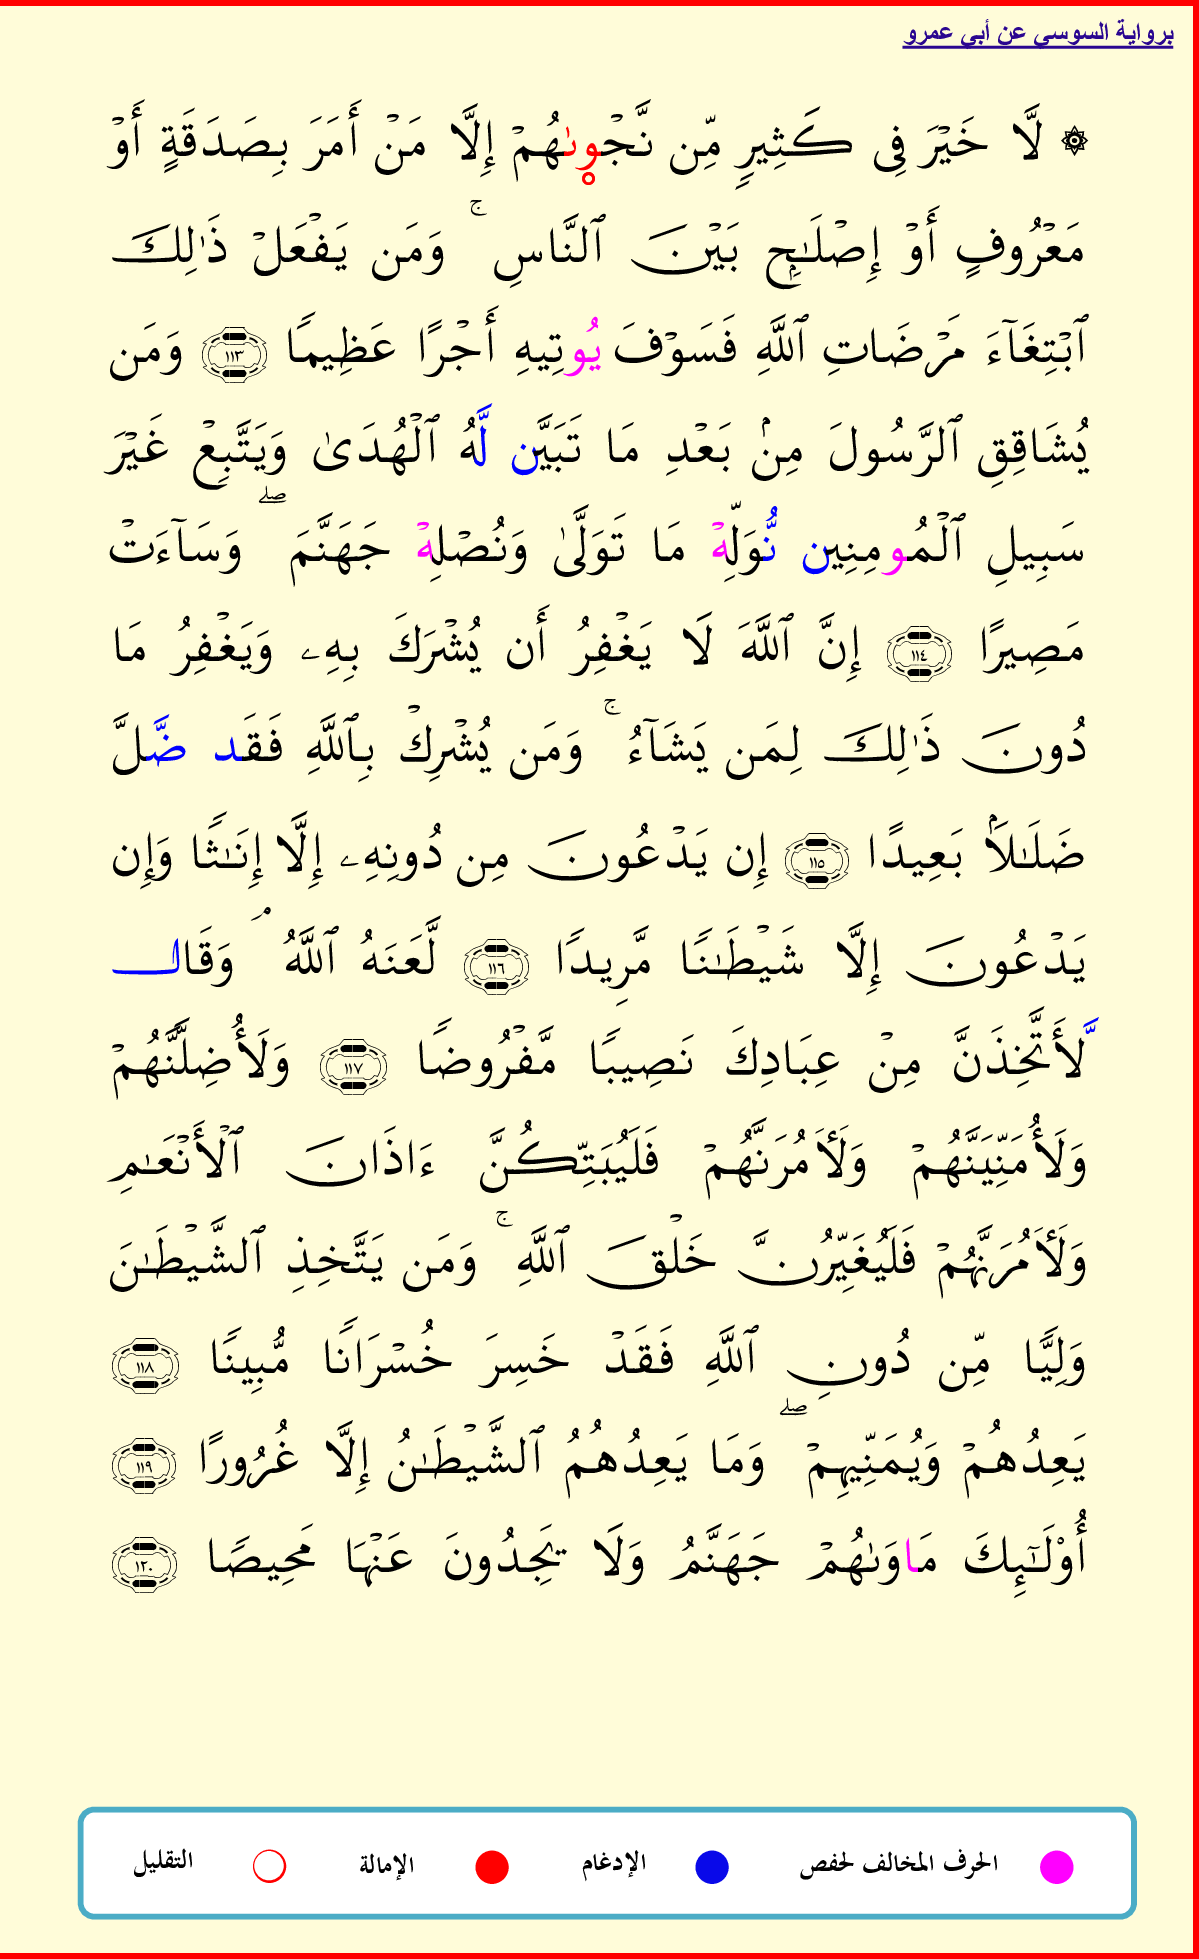 برواية السوسي عن أبي عمرو
۞ لَّا خَيْرَ فِي كَثِيرٍ مِّن نَّجْوىٰهُمْ إِلَّا مَنْ أَمَرَ بِصَدَقَةٍ أَوْ
مَعْرُوفٍ أَوْ إِصْلَٰحٍ بَيْنَ ٱلنَّاسِ ۚ وَمَن يَفْعَلْ ذَٰلِكَ
ٱبْتِغَآءَ مَرْضَاتِ ٱللَّهِ فَسَوْفَ يُوتِيهِ أَجْرًا عَظِيمًا ١١٣ وَمَن
يُشَاقِقِ ٱلرَّسُولَ مِنۢ بَعْدِ مَا تَبَيَّن لَّهُ ٱلْهُدَىٰ وَيَتَّبِعْ غَيْرَ
سَبِيلِ ٱلْمُومِنِين نُّوَلِّهْ مَا تَوَلَّىٰ وَنُصْلِهْ جَهَنَّمَ ۖ وَسَآءَتْ
مَصِيرًا ١١٤ إِنَّ ٱللَّهَ لَا يَغْفِرُ أَن يُشْرَكَ بِهِۦ وَيَغْفِرُ مَا
دُونَ ذَٰلِكَ لِمَن يَشَآءُ ۚ وَمَن يُشْرِكْ بِٱللَّهِ فَقَد ضَّلَّ
ضَلَٰلَاۢ بَعِيدًا ١١٥ إِن يَدْعُونَ مِن دُونِهِۦ إِلَّا إِنَٰثًا وَإِن
يَدْعُونَ إِلَّا شَيْطَٰنًا مَّرِيدًا ١١٦ لَّعَنَهُ ٱللَّهُ ۘ وَقَال
لَّأَتَّخِذَنَّ مِنْ عِبَادِكَ نَصِيبًا مَّفْرُوضًا ١١٧ وَلَأُضِلَّنَّهُمْ
وَلَأُمَنِّيَنَّهُمْ وَلَأَمُرَنَّهُمْ فَلَيُبَتِّكُنَّ ءَاذَانَ ٱلْأَنْعَٰمِ
وَلَأَمُرَنَّهُمْ فَلَيُغَيِّرُنَّ خَلْقَ ٱللَّهِ ۚ وَمَن يَتَّخِذِ ٱلشَّيْطَٰنَ
وَلِيًّا مِّن دُونِ ٱللَّهِ فَقَدْ خَسِرَ خُسْرَانًا مُّبِينًا ١١٨
يَعِدُهُمْ وَيُمَنِّيهِمْ ۖ وَمَا يَعِدُهُمُ ٱلشَّيْطَٰنُ إِلَّا غُرُورًا ١١٩
أُوْلَٰٓئِكَ مَاوَىٰهُمْ جَهَنَّمُ وَلَا يَجِدُونَ عَنْهَا مَحِيصًا ١٢٠
الحرف المخالف لحفص الإدغام الإمالة التقليل